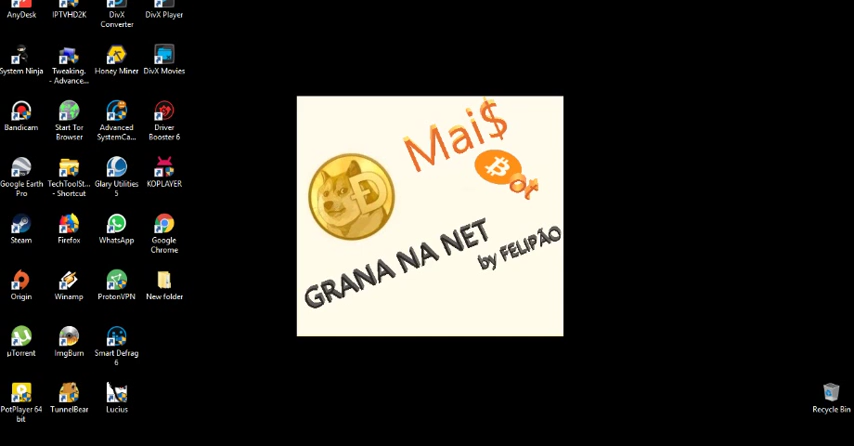 AnyDesk
IPTVHD2K
DivX
Converter
DivX Player
System Ninja
Tweaking.
- Advance...
Honey Miner
DivX Movies
Bandicam
Start Tor
Browser
Advanced
SystemCa...
Driver
Booster 6
Google Earth
Pro
TechToolSt...
- Shortcut
Glary Utilities
5
KOPLAYER
Steam
Firefox
WhatsApp
Google
Chrome
Origin
Winamp
ProtonVPN
New folder
µTorrent
ImgBurn
Smart Defrag
6
PotPlayer 64
bit
TunnelBear
Lucius
Mai$
Ð
₿ot
GRANA NA NET
by FELIPÃO
Recycle Bin